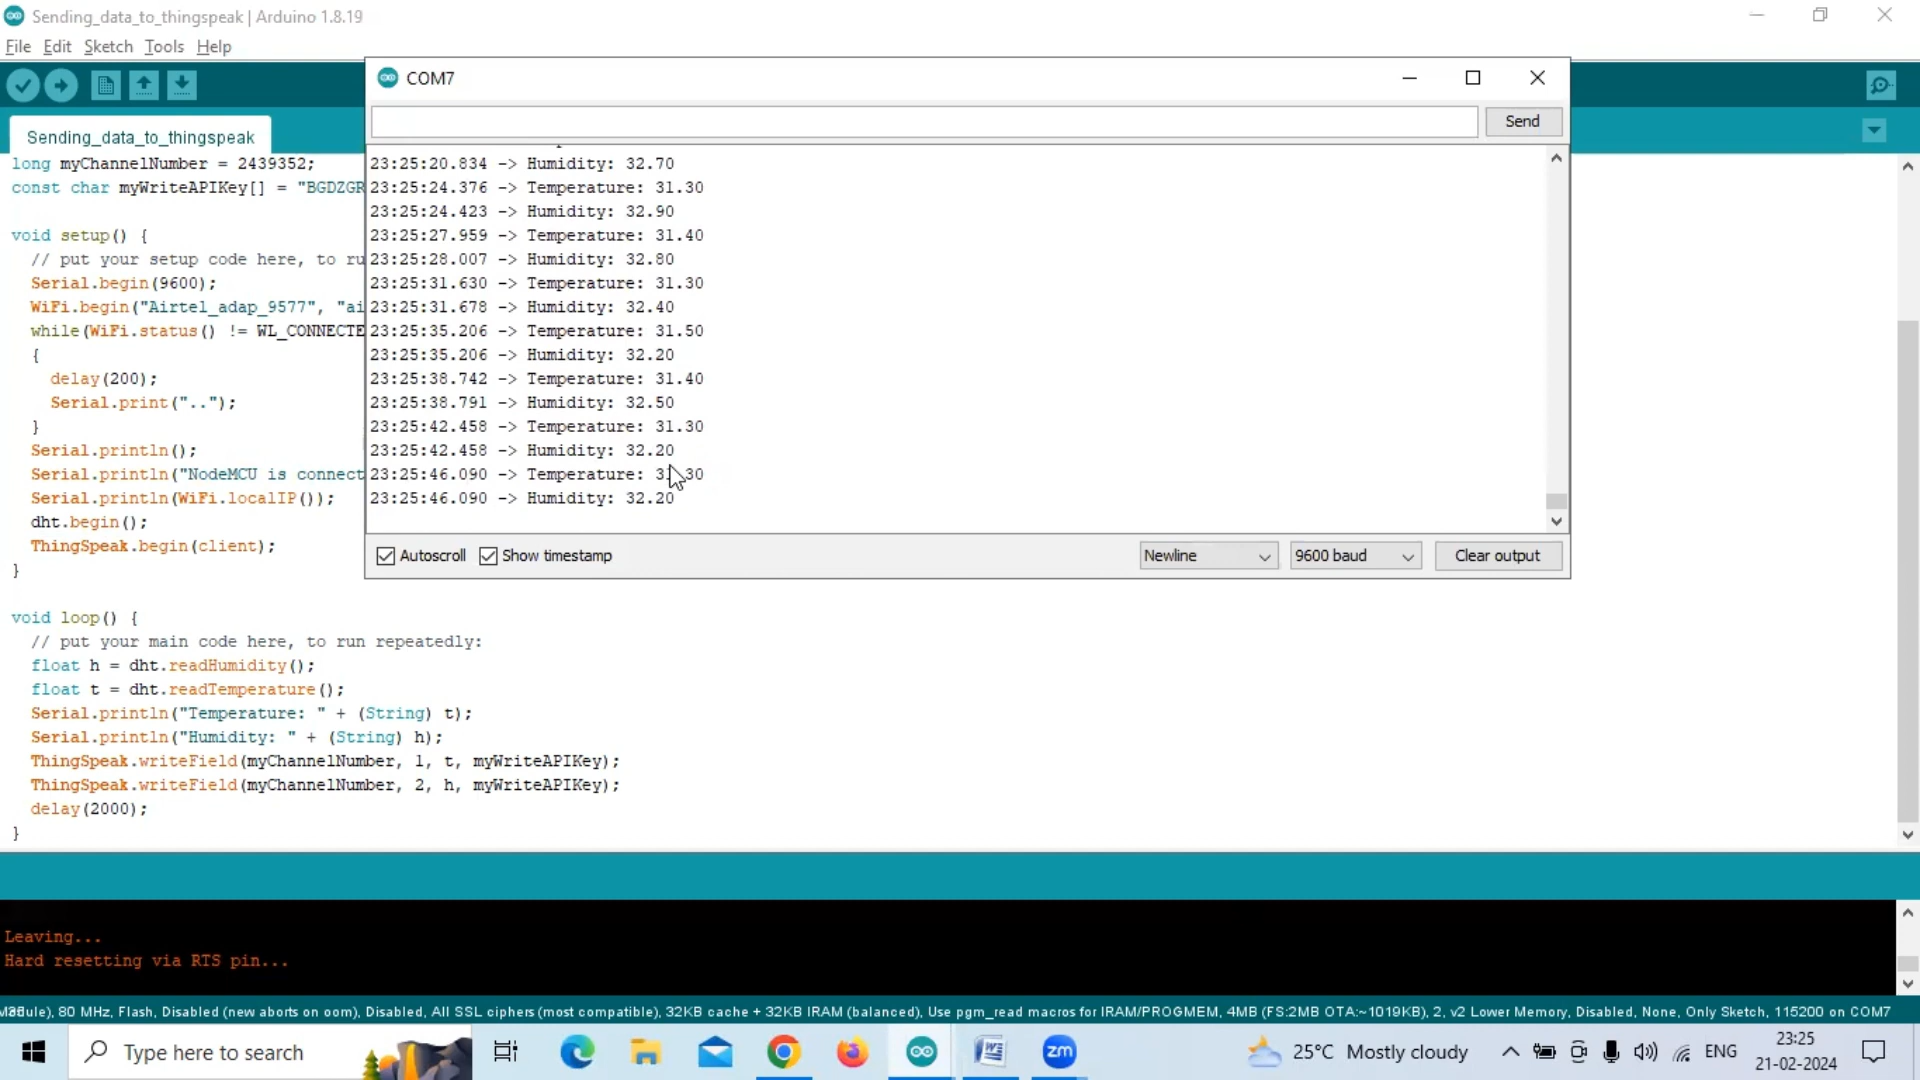 Sending_data_to_thingspeak | Arduino 1.8.19
File Edit Sketch Tools Help
COM7
Send
Sending_data_to_thingspeak
long myChannelNumber = 2439352;
const char myWriteAPIKey[] = "BGDZGR
void setup() {
// put your setup code here, to ru
Serial.begin(9600);
WiFi.begin("Airtel_adap_9577", "ai
while(WiFi.status() != WL_CONNECTE
{
delay(200);
Serial.print("..");
}
Serial.println();
Serial.println("NodeMCU is connect
Serial.println(WiFi.localIP());
dht.begin();
ThingSpeak.begin(client);
}
23:25:20.834 -> Humidity: 32.70
23:25:24.376 -> Temperature: 31.30
23:25:24.423 -> Humidity: 32.90
23:25:27.959 -> Temperature: 31.40
23:25:28.007 -> Humidity: 32.80
23:25:31.630 -> Temperature: 31.30
23:25:31.678 -> Humidity: 32.40
23:25:35.206 -> Temperature: 31.50
23:25:35.206 -> Humidity: 32.20
23:25:38.742 -> Temperature: 31.40
23:25:38.791 -> Humidity: 32.50
23:25:42.458 -> Temperature: 31.30
23:25:42.458 -> Humidity: 32.20
23:25:46.090 -> Temperature:
23:25:46.090 -> Humidity: 32.20
Autoscroll Show timestamp Newline 9600 baud Clear output
void loop() {
// put your main code here, to run repeatedly:
float h = dht.readHumidity();
float t = dht.readTemperature();
Serial.println("Temperature: " + (String) t);
Serial.println("Humidity: " + (String) h);
ThingSpeak.writeField(myChannelNumber, 1, t, myWriteAPIKey);
ThingSpeak.writeField(myChannelNumber, 2, h, myWriteAPIKey);
delay(2000);
}
Leaving...
Hard resetting via RTS pin...
80 MHz, Flash, Disabled (new aborts on oom), Disabled, All SSL ciphers (most compatible), 32KB cache + 32KB IRAM (balanced), Use pgm_read macros for IRAM/PROGMEM, 4MB (FS:2MB OTA:~1019KB), 2, v2 Lower Memory, Disabled, None, Only Sketch, 115200 on COM7
Type here to search
zm
25°C Mostly cloudy
ENG
23:25
21-02-2024